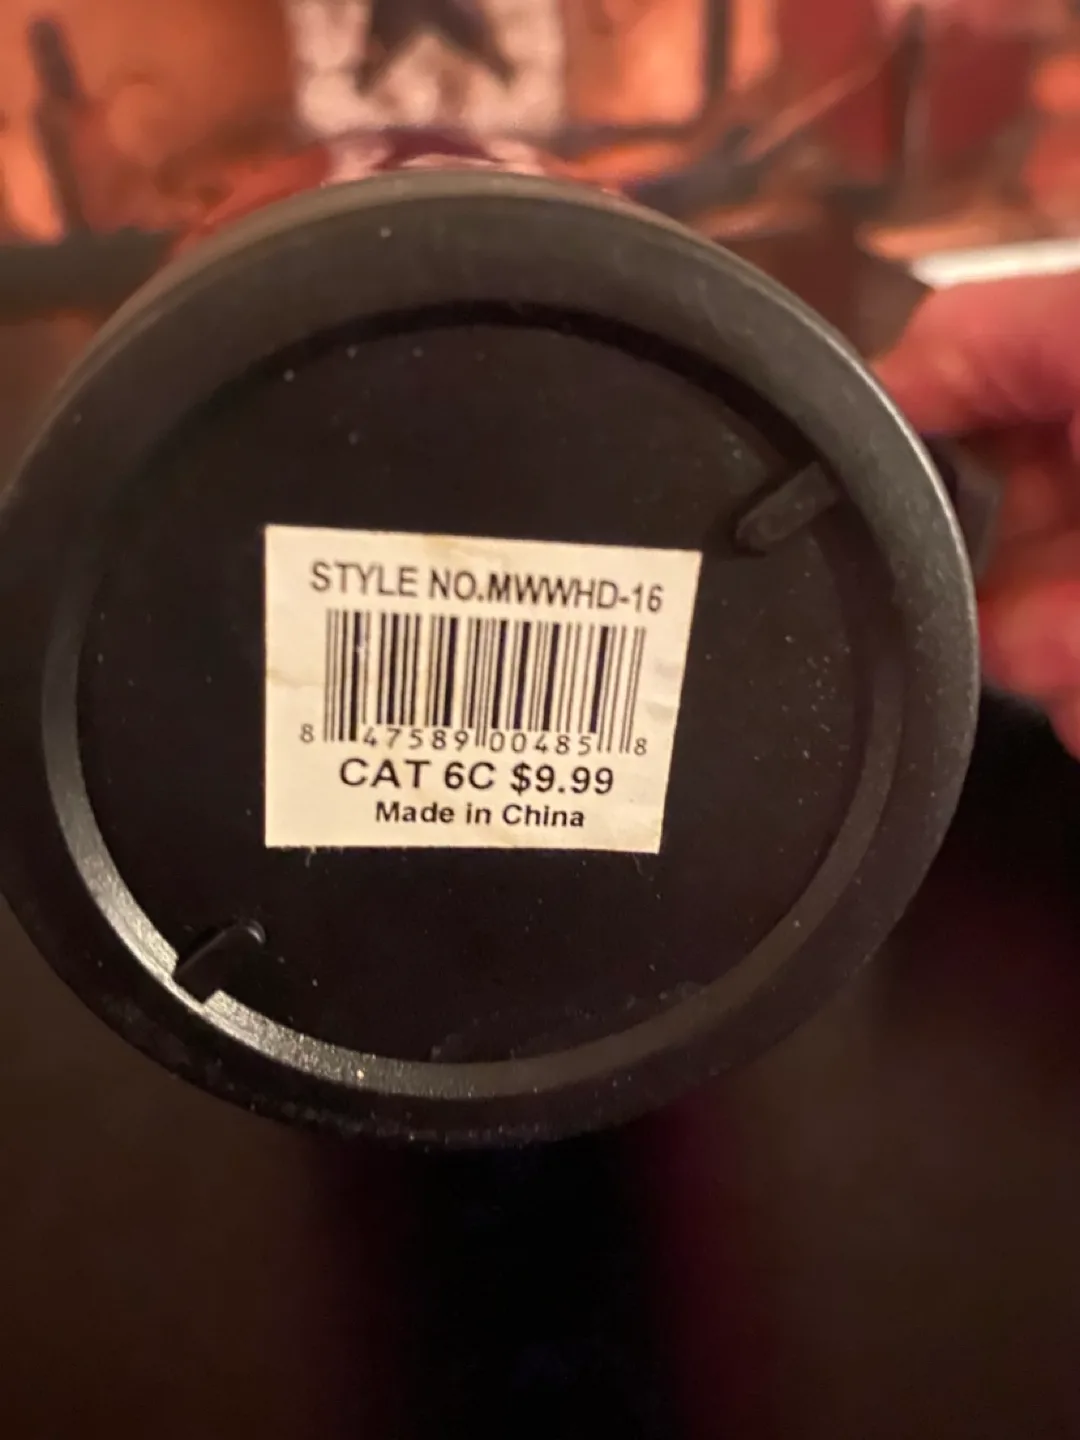 STYLE NO.MWWHD-16
8 47589 00485 8
CAT 6C $9.99
Made in China